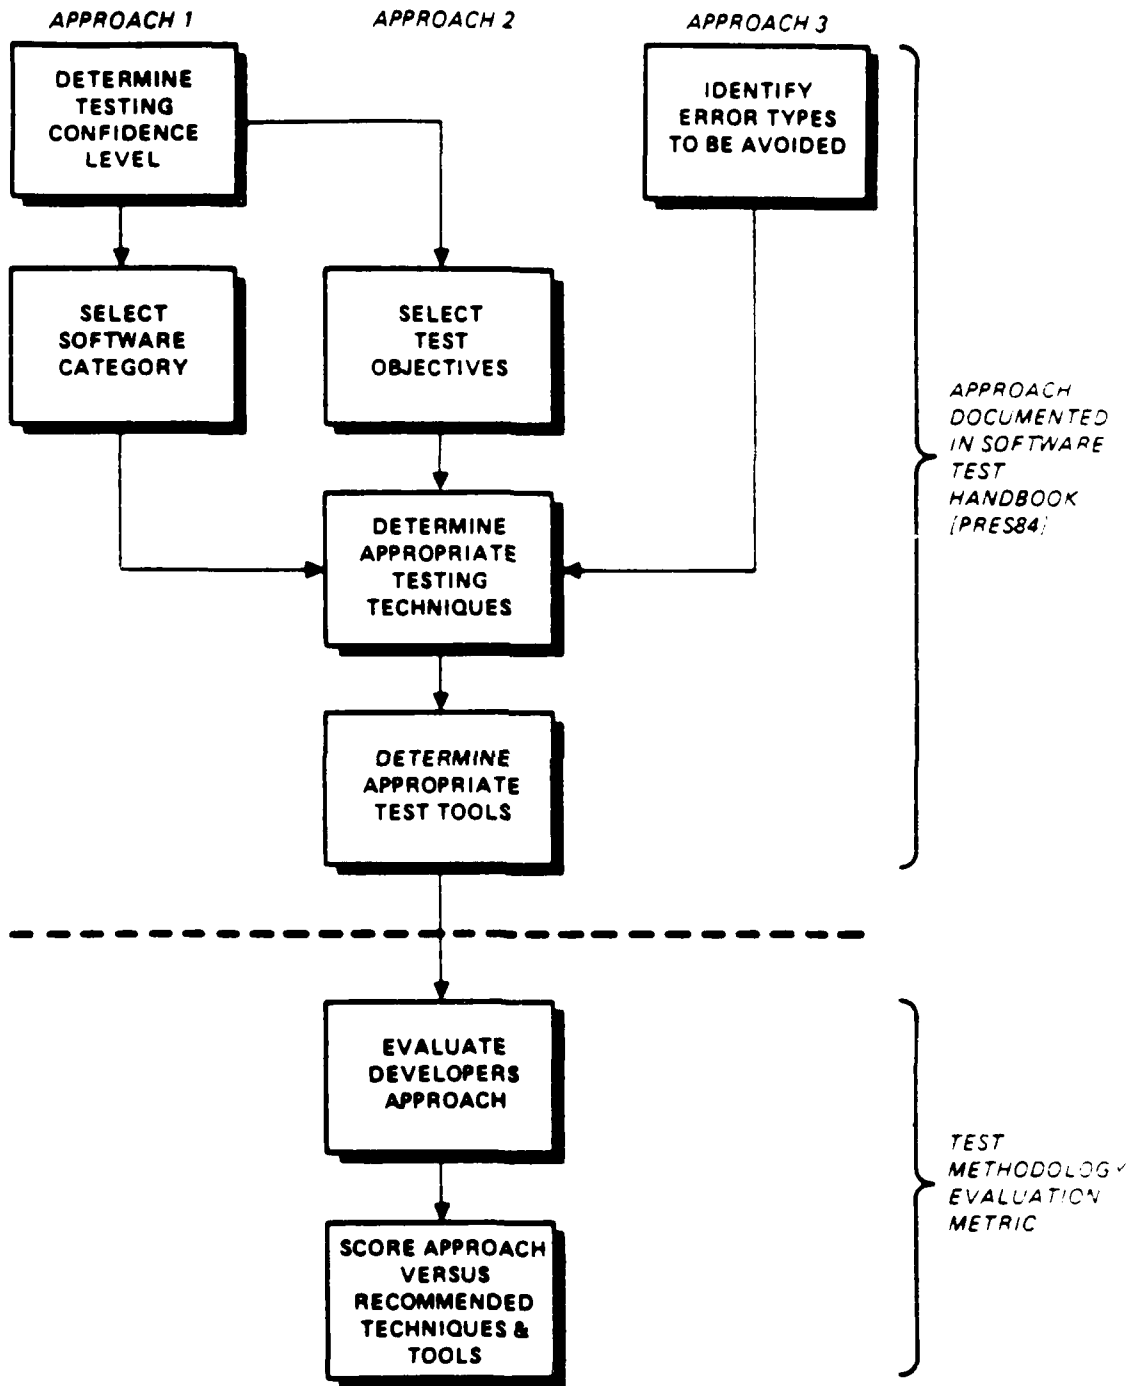 APPROACH 1
APPROACH 2
APPROACH 3
DETERMINE
TESTING
CONFIDENCE
LEVEL
IDENTIFY
ERROR TYPES
TO BE AVOIDED
SELECT
SOFTWARE
CATEGORY
SELECT
TEST
OBJECTIVES
APPROACH
DOCUMENTED
IN SOFTWARE
TEST
HANDBOOK
[PRES84]
DETERMINE
APPROPRIATE
TESTING
TECHNIQUES
DETERMINE
APPROPRIATE
TEST TOOLS
EVALUATE
DEVELOPERS
APPROACH
TEST
METHODOLOGY
EVALUATION
METRIC
SCORE APPROACH
VERSUS
RECOMMENDED
TECHNIQUES &
TOOLS